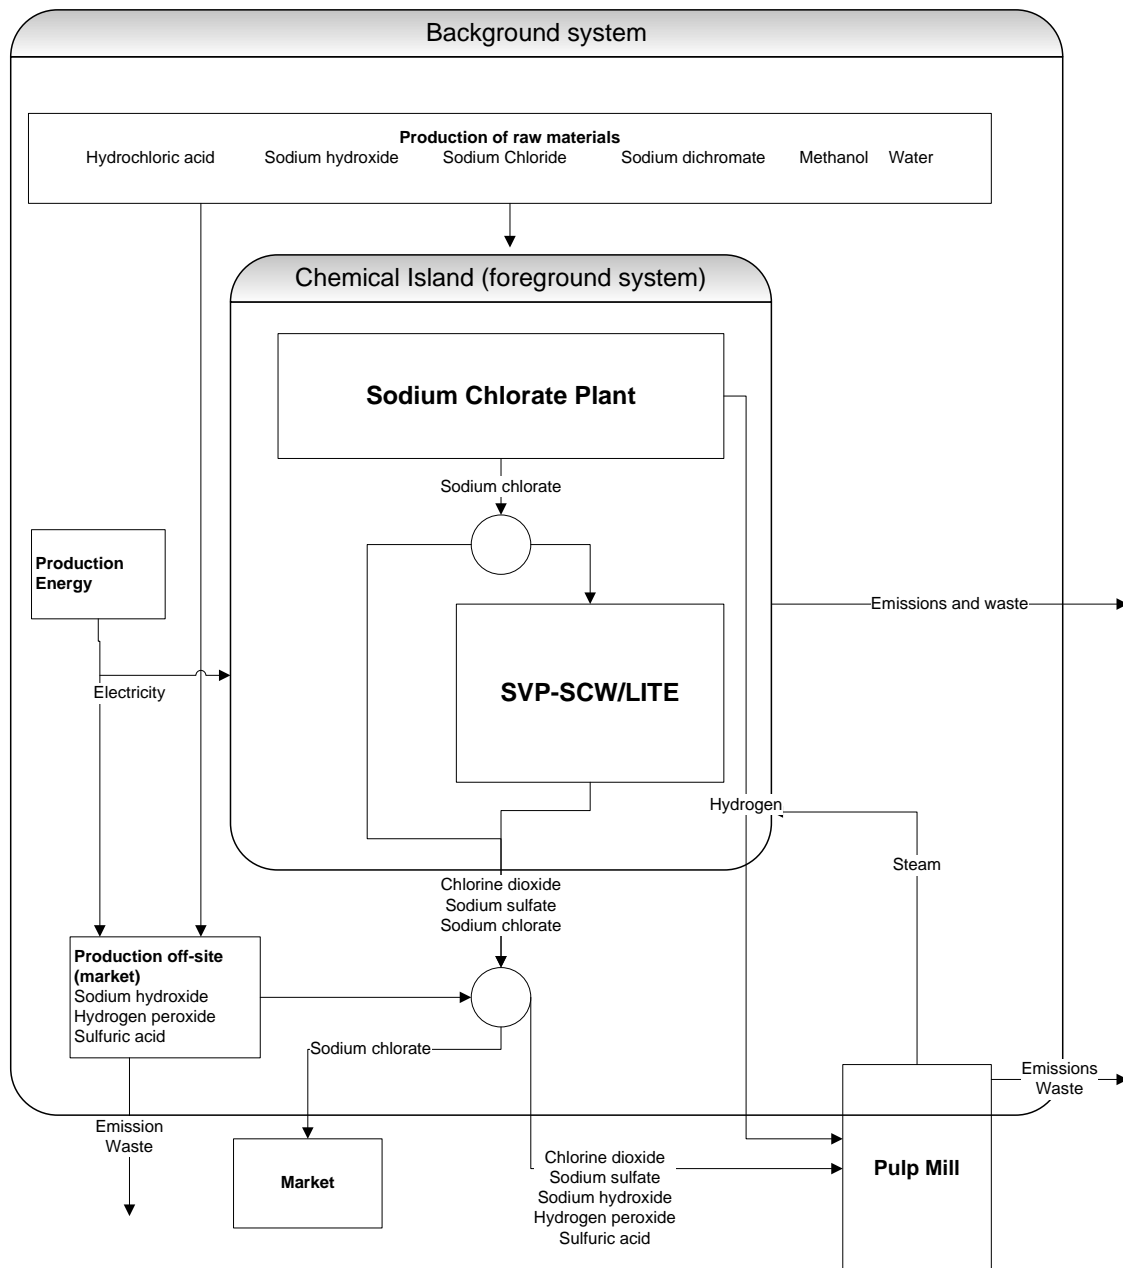 Background system
Production of raw materials
Hydrochloric acid Sodium hydroxide Sodium Chloride Sodium dichromate Methanol Water
Chemical Island (foreground system)
Sodium Chlorate Plant
Sodium chlorate
Production
Energy
Emissions and waste
Electricity
SVP-SCW/LITE
Hydrogen
Steam
Chlorine dioxide
Sodium sulfate
Sodium chlorate
Production off-site
(market)
Sodium hydroxide
Hydrogen peroxide
Sulfuric acid
Sodium chlorate
Emissions
Waste
Emission
Waste
Market
Chlorine dioxide
Sodium sulfate
Sodium hydroxide
Hydrogen peroxide
Sulfuric acid
Pulp Mill